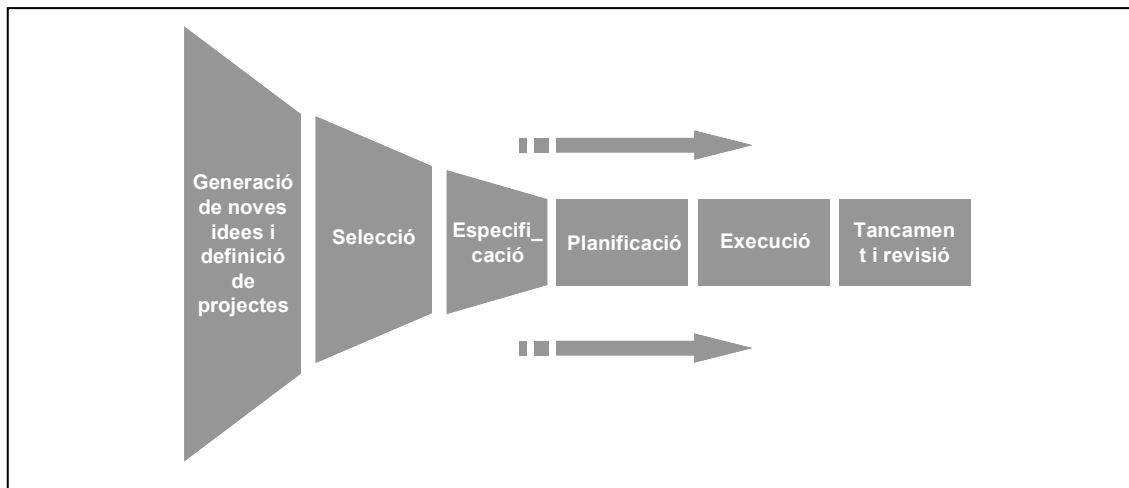 Generació
de noves
idees i
definició
de
projectes
Selecció
Especifi_
cació
Planificació
Execució
Tancamen
t i revisió